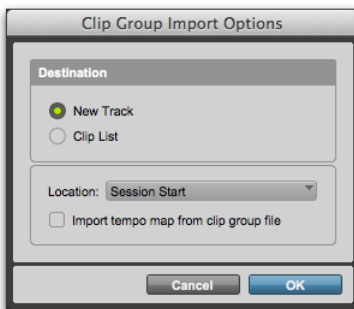 Clip Group Import Options
Destination
New Track
Clip List
Location: Session Start
Import tempo map from clip group file
Cancel OK